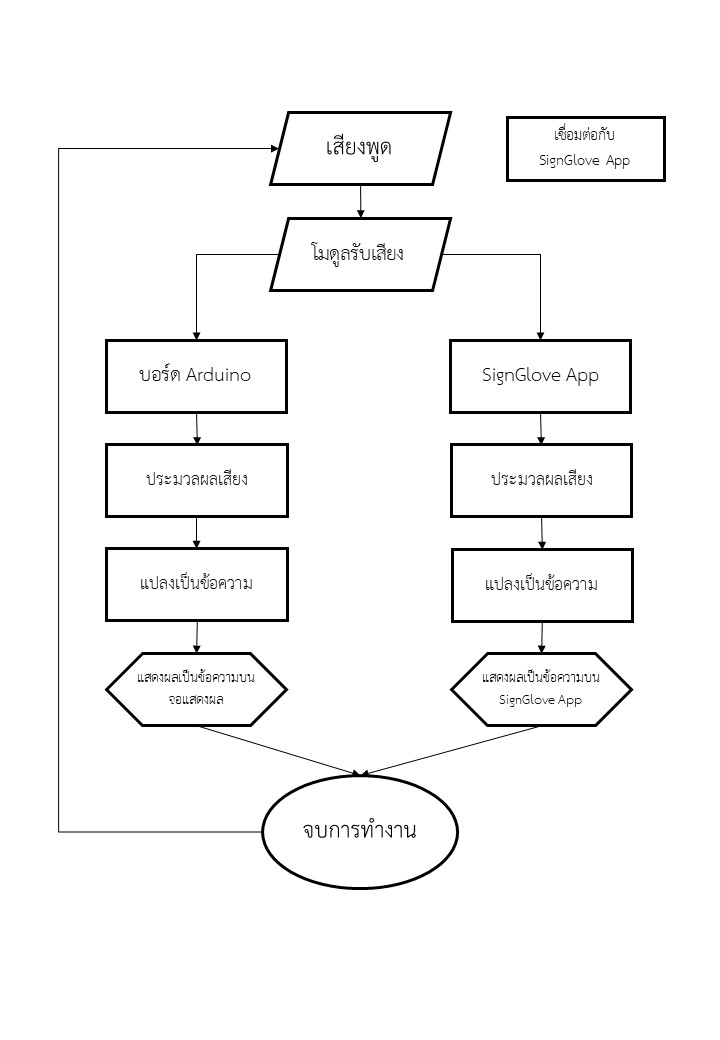 เสียงพูด
เชื่อมต่อกับ
SignGlove App
โมดูลรับเสียง
บอร์ด Arduino
SignGlove App
ประมวลผลเสียง
ประมวลผลเสียง
แปลงเป็นข้อความ
แปลงเป็นข้อความ
แสดงผลเป็นข้อความบน
จอแสดงผล
แสดงผลเป็นข้อความบน
SignGlove App
จบการทำงาน